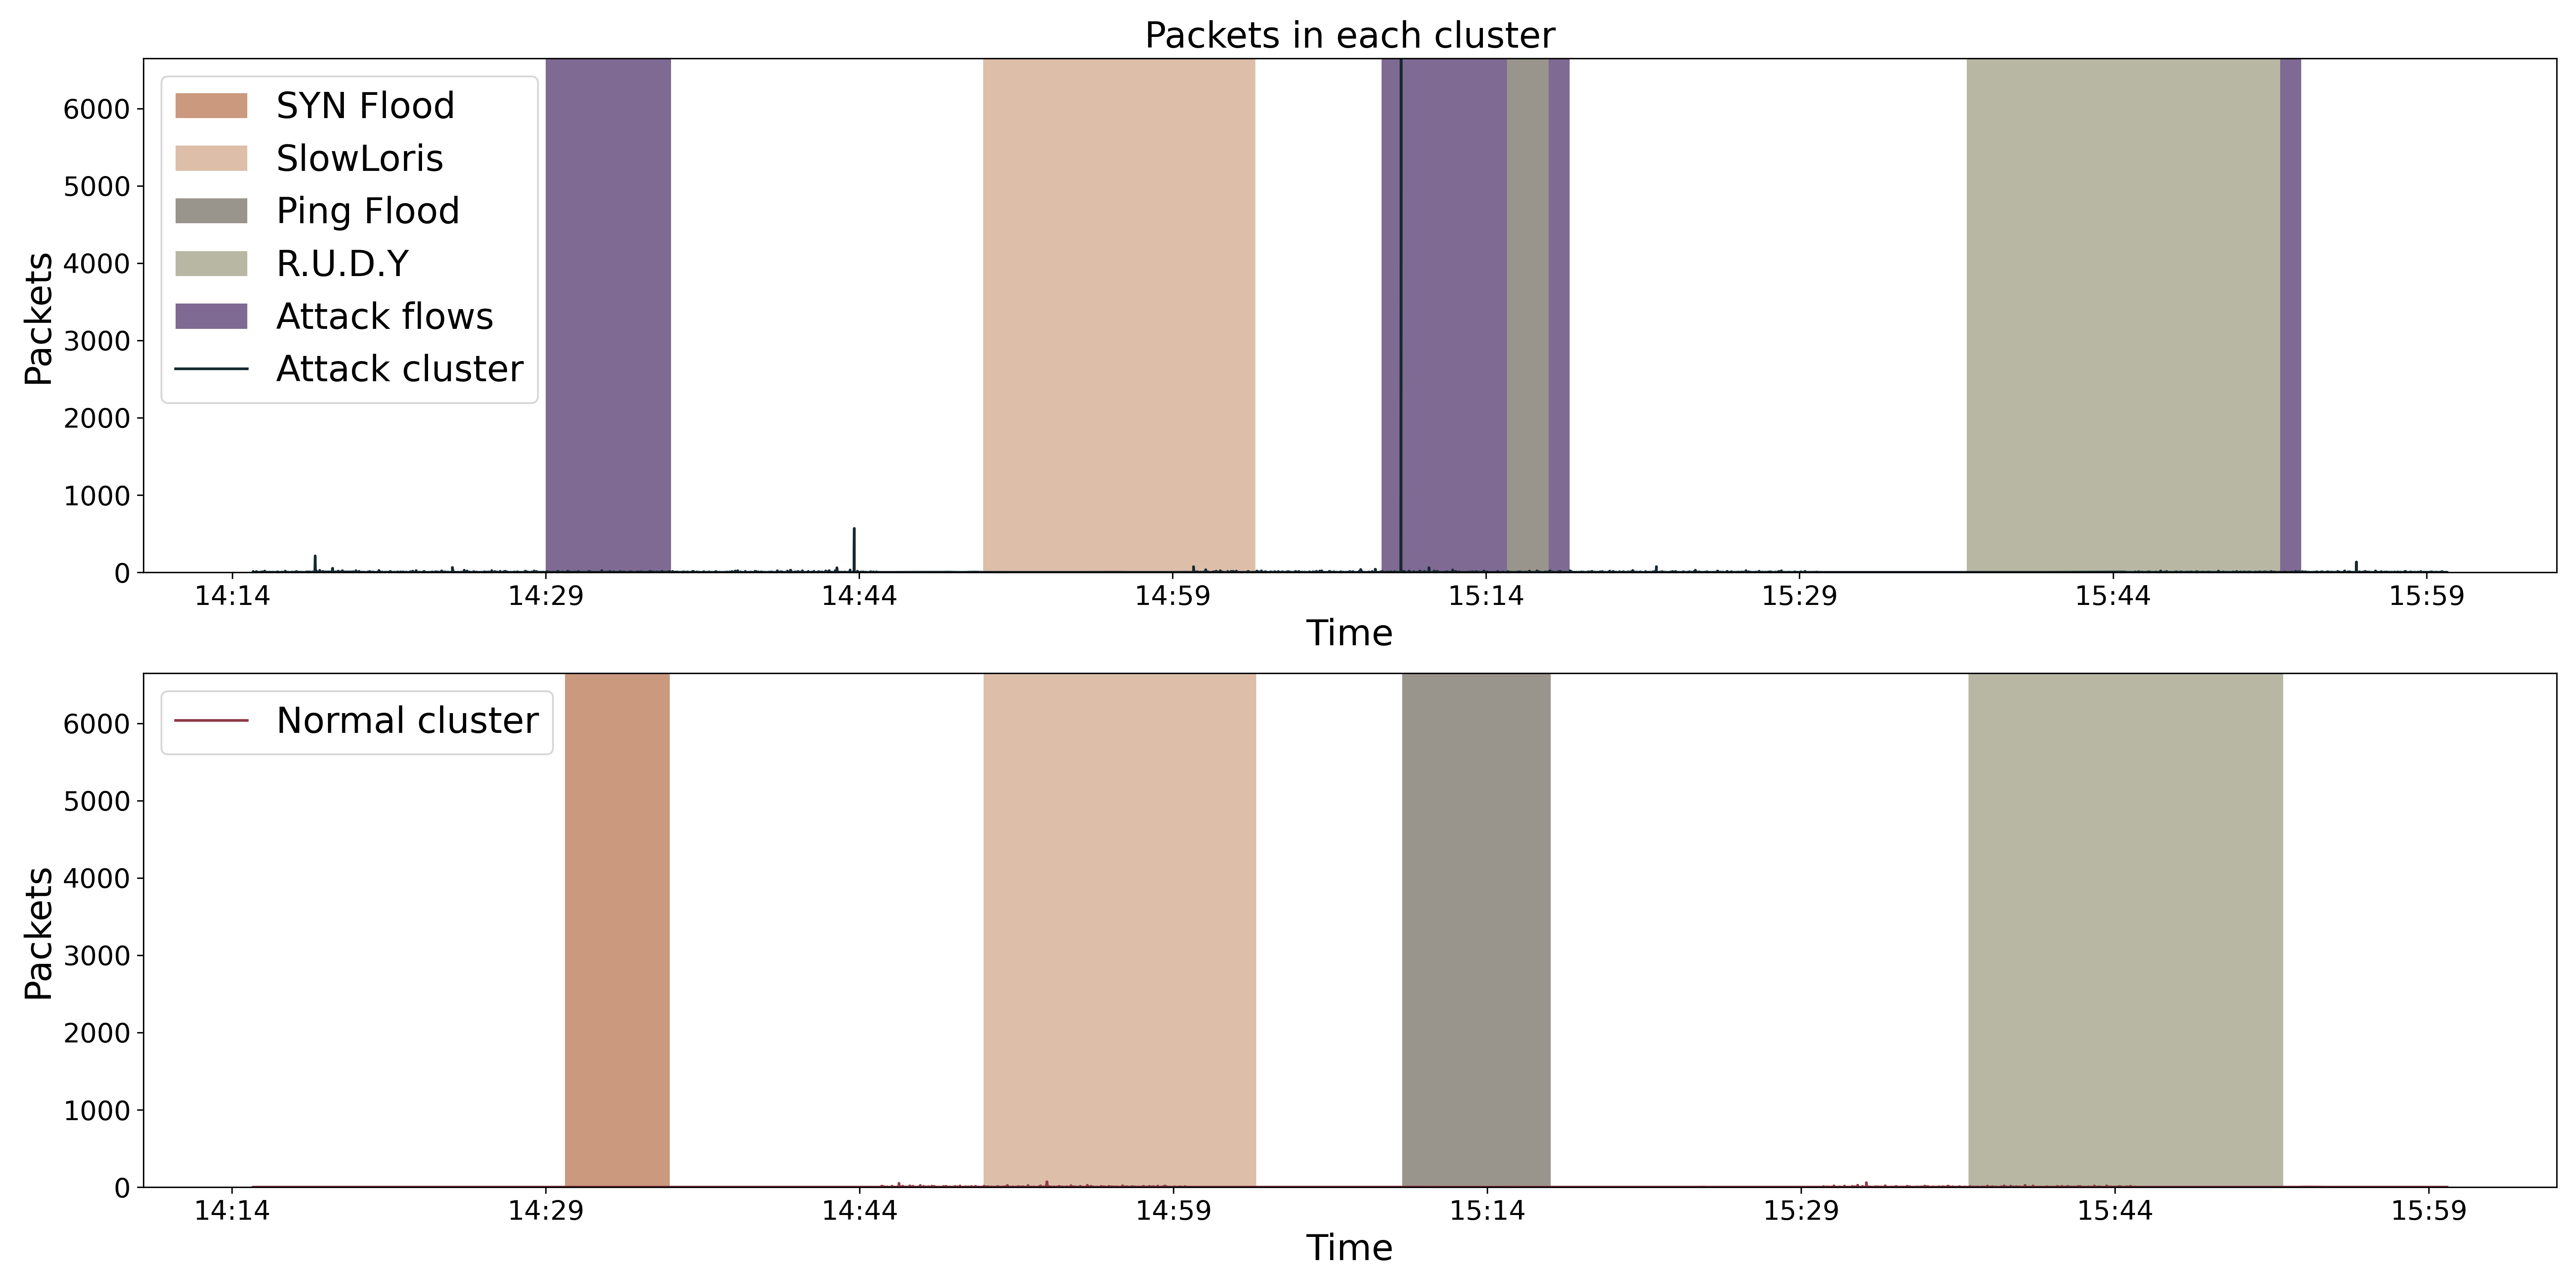 Packets in each cluster
6000
5000
4000
3000
2000
1000
0
Packets
SYN Flood
SlowLoris
Ping Flood
R.U.D.Y
Attack flows
Attack cluster
14:14 14:29 14:44 14:59 15:14 15:29 15:44 15:59
Time
6000
5000
4000
3000
2000
1000
0
Packets
Normal cluster
14:14 14:29 14:44 14:59 15:14 15:29 15:44 15:59
Time